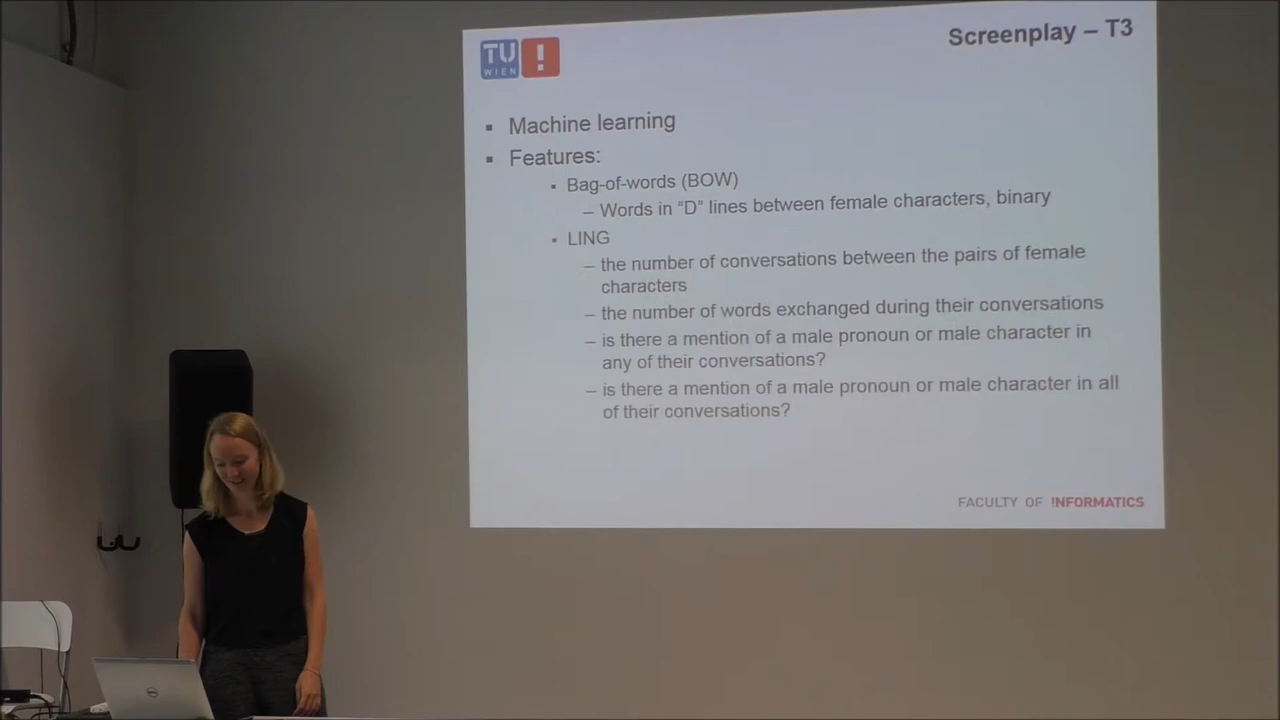 TU
WIEN
!
Screenplay – T3
▪ Machine learning
▪ Features:
▪ Bag-of-words (BOW)
– Words in “D” lines between female characters, binary
▪ LING
– the number of conversations between the pairs of female
characters
– the number of words exchanged during their conversations
– is there a mention of a male pronoun or male character in
any of their conversations?
– is there a mention of a male pronoun or male character in all
of their conversations?
FACULTY OF !NFORMATICS
DELL